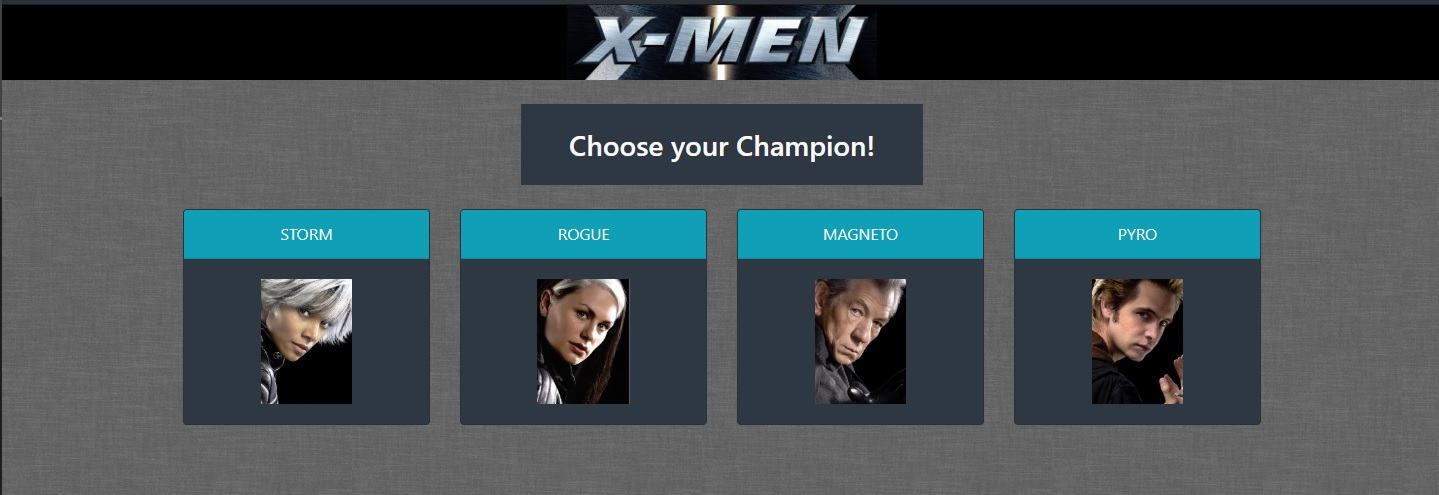 X-MEN
Choose your Champion!
STORM
ROGUE
MAGNETO
PYRO